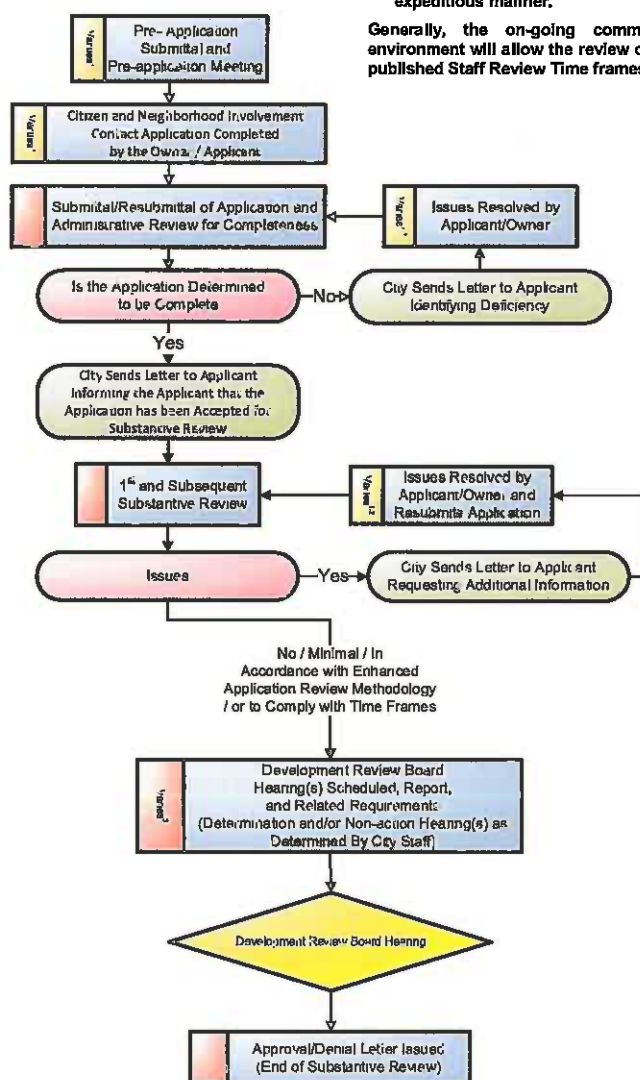 expeditious manner.
Generally, the on-going comm
environment will allow the review o
published Staff Review Time frames
Varies¹
Pre- Application
Submittal and
Pre-application Meeting
Varies¹
Citizen and Neighborhood Involvement
Contact Application Completed
by the Owner / Applicant
Submittal/Resubmittal of Application and
Administrative Review for Completeness
Issues Resolved by
Applicant/Owner
Is the Application Determined
to be Complete
No
City Sends Letter to Applicant
Identifying Deficiency
Yes
City Sends Letter to Applicant
Informing the Applicant that the
Application has been Accepted for
Substantive Review
1st and Subsequent
Substantive Review
Varies1,2
Issues Resolved by
Applicant/Owner and
Resubmits Application
Issues
Yes
City Sends Letter to Applicant
Requesting Additional Information
No / Minimal / In
Accordance with Enhanced
Application Review Methodology
/ or to Comply with Time Frames
Varies³
Development Review Board
Hearing(s) Scheduled, Report,
and Related Requirements
(Determination and/or Non-action Hearing(s) as
Determined By City Staff)
Development Review Board Hearing
Approval/Denial Letter Issued
(End of Substantive Review)